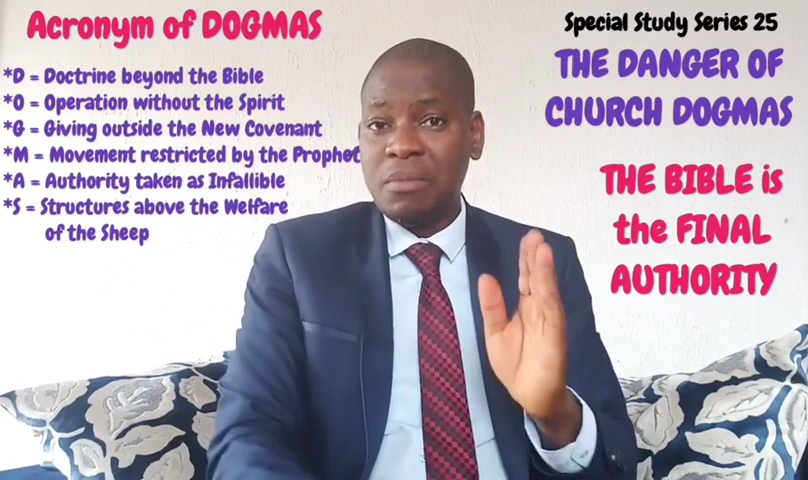 Acronym of DOGMAS
*D = Doctrine beyond the Bible
*O = Operation without the Spirit
*G = Giving outside the New Covenant
*M = Movement restricted by the Prophet
*A = Authority taken as Infallible
*S = Structures above the Welfare
of the Sheep
Special Study Series 25
THE DANGER OF
CHURCH DOGMAS
THE BIBLE is
the FINAL
AUTHORITY